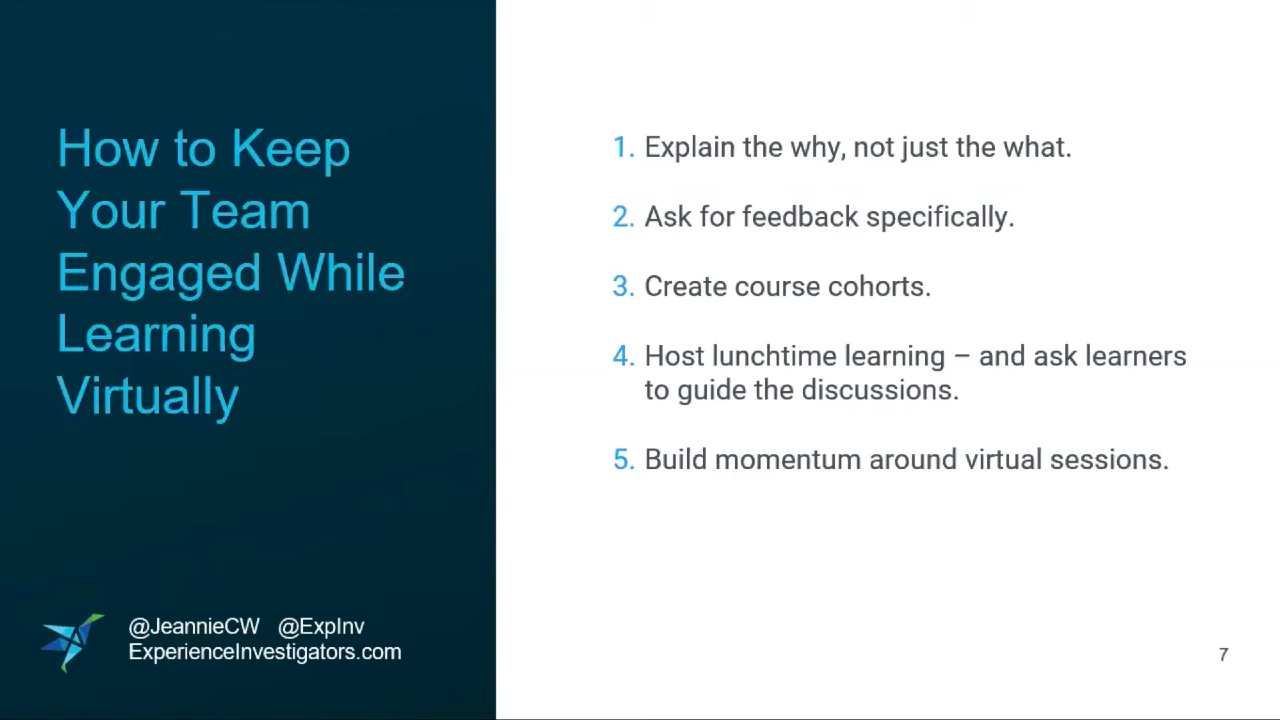 How to Keep
Your Team
Engaged While
Learning
Virtually
1. Explain the why, not just the what.
2. Ask for feedback specifically.
3. Create course cohorts.
4. Host lunchtime learning – and ask learners
to guide the discussions.
5. Build momentum around virtual sessions.
@JeannieCW @ExpInv
ExperienceInvestigators.com
7